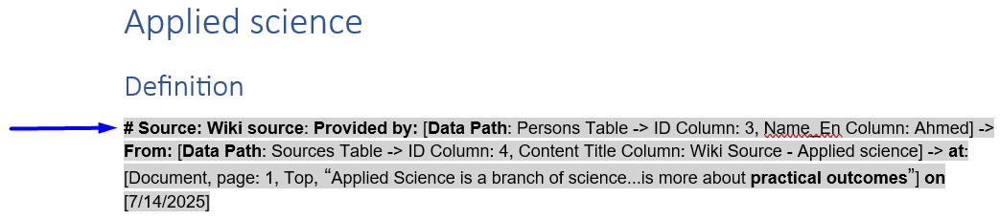 Applied science
Definition
# Source: Wiki source: Provided by: [Data Path: Persons Table -> ID Column: 3, Name_En Column: Ahmed] ->
From: [Data Path: Sources Table -> ID Column: 4, Content Title Column: Wiki Source - Applied science] -> at:
[Document, page: 1, Top, “Applied Science is a branch of science...is more about practical outcomes”] on
[7/14/2025]